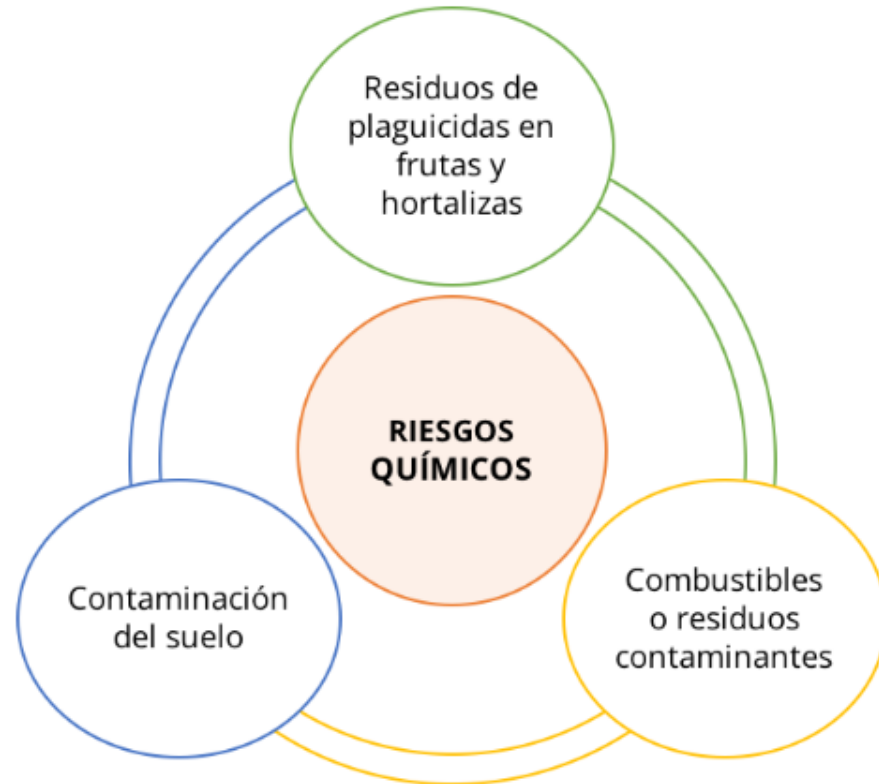 Residuos de
plaguicidas en
frutas y
hortalizas
RIESGOS
QUÍMICOS
Contaminación
del suelo
Combustibles
o residuos
contaminantes